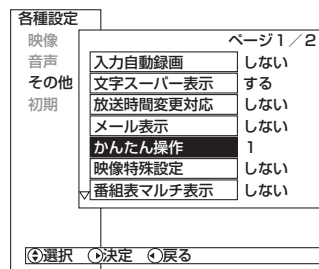 各種設定
映像
音声
その他
初期
ページ1／2
入力自動録画 しない
文字スーパー表示 する
放送時間変更対応 しない
メール表示 しない
かんたん操作 1
映像特殊設定 しない
番組表マルチ表示 しない
選択 決定 戻る